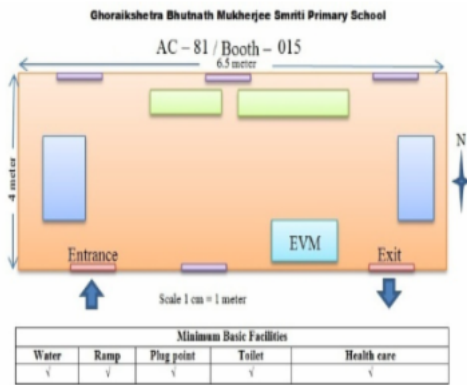 Ghoraikshetra Bhutnath Mukherjee Smriti Primary School
AC – 81 / Booth – 015
6.5 meter
4 meter
N
EVM
Entrance
Exit
Scale 1 cm = 1 meter
Minimum Basic Facilities
Water Ramp Plug point Toilet Health care
√ √ √ √ √